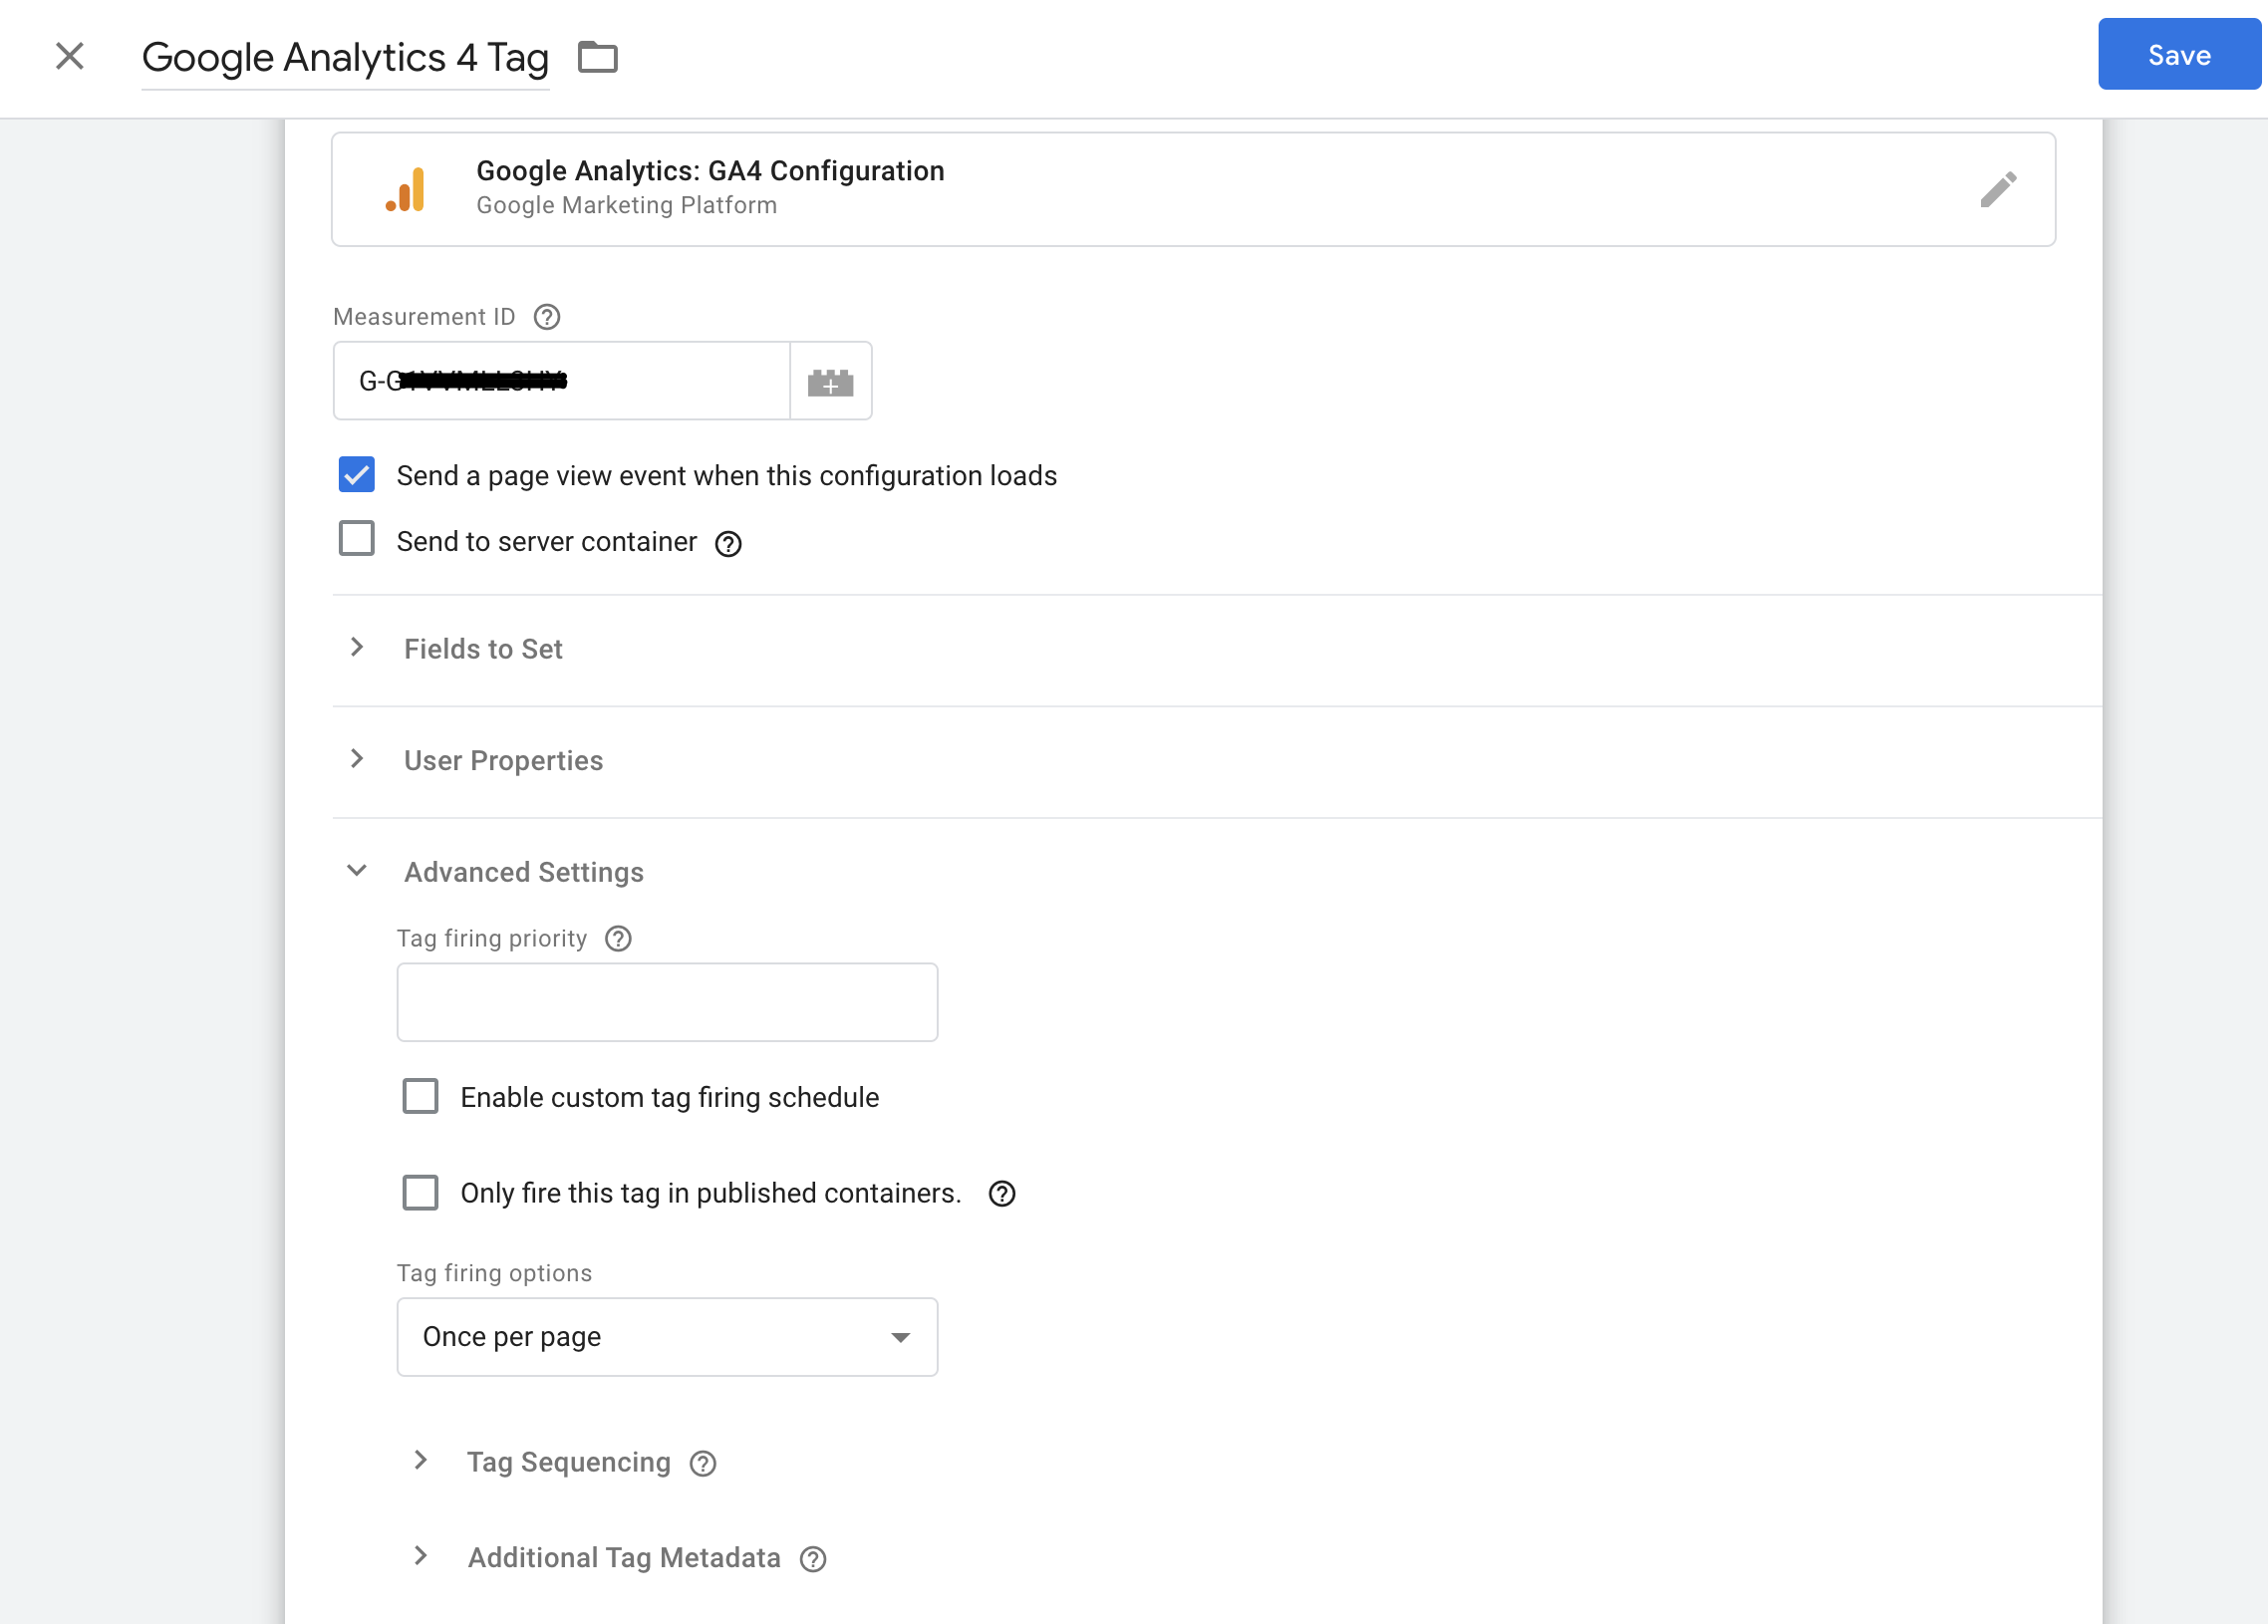 Google Analytics 4 Tag
Save
Google Analytics: GA4 Configuration
Google Marketing Platform
Measurement ID
Send a page view event when this configuration loads
Send to server container
Fields to Set
User Properties
Advanced Settings
Tag firing priority
Enable custom tag firing schedule
Only fire this tag in published containers.
Tag firing options
Once per page
Tag Sequencing
Additional Tag Metadata